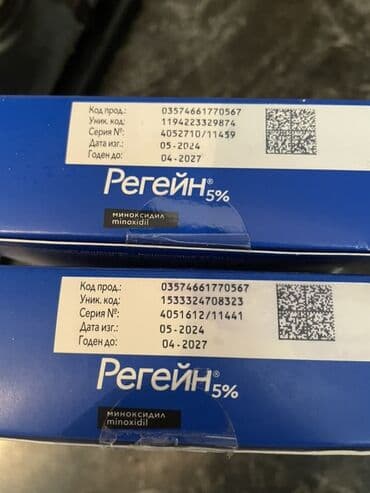 Код прод.: 03574661770567
Уник. код: 1194223329874
Серия №: 4052710/11459
Дата изг.: 05-2024
Годен до: 04-2027
Регейн® 5%
миноксидил
minoxidil
Код прод.: 03574661770567
Уник. код: 1533324708323
Серия №: 4051612/11441
Дата изг.: 05-2024
Годен до: 04-2027
Регейн® 5%
миноксидил
minoxidil